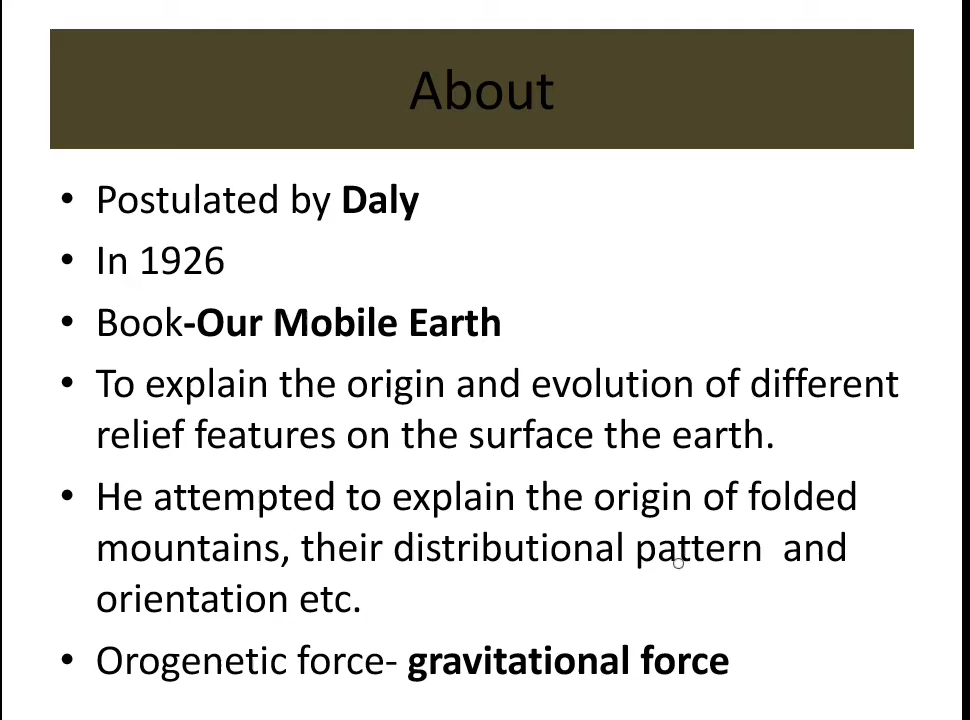 About
• Postulated by Daly
• In 1926
• Book-Our Mobile Earth
• To explain the origin and evolution of different
relief features on the surface the earth.
• He attempted to explain the origin of folded
mountains, their distributional pattern and
orientation etc.
• Orogenetic force- gravitational force